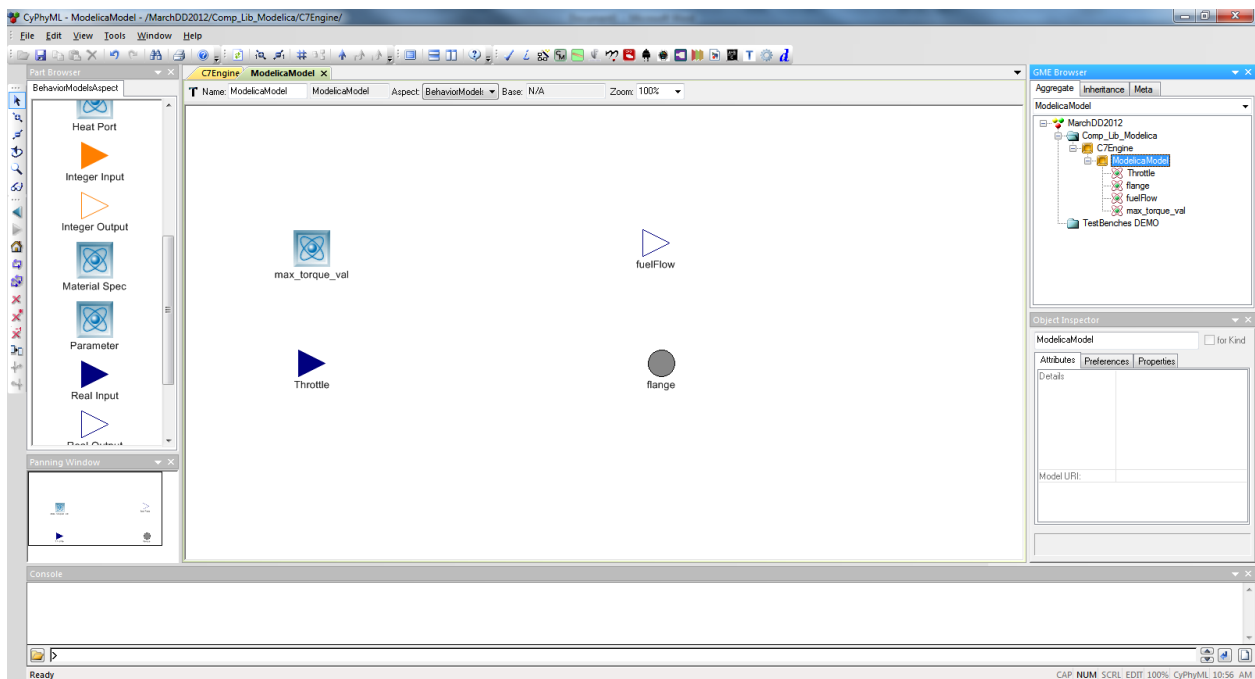 CyPhyML - ModelicaModel - /MarchDD2012/Comp_Lib_Modelica/C7Engine/
File Edit View Tools Window Help
Part Browser
BehaviorModelsAspect
Heat Port
Integer Input
Integer Output
Material Spec
Parameter
Real Input
Real Output
Panning Window
C7Engine ModelicaModel
Name: ModelicaModel ModelicaModel Aspect: BehaviorModels Base: N/A Zoom: 100%
max_torque_val
fuelFlow
Throttle
flange
GME Browser
Aggregate Inheritance Meta
ModelicaModel
MarchDD2012
Comp_Lib_Modelica
C7Engine
ModelicaModel
Throttle
flange
fuelFlow
max_torque_val
TestBenches DEMO
Object Inspector
ModelicaModel for Kind
Attributes Preferences Properties
Details
Model URI:
Console
Ready
CAP NUM SCRL EDIT 100% CyPhyML 10:56 AM